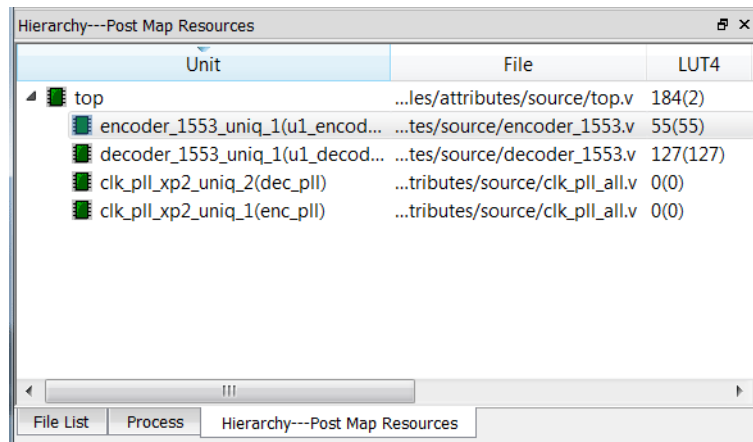 Hierarchy---Post Map Resources
Unit File LUT4
top ...les/attributes/source/top.v 184(2)
encoder_1553_uniq_1(u1_encod... ...tes/source/encoder_1553.v 55(55)
decoder_1553_uniq_1(u1_decod... ...tes/source/decoder_1553.v 127(127)
clk_pll_xp2_uniq_2(dec_pll) ...tributes/source/clk_pll_all.v 0(0)
clk_pll_xp2_uniq_1(enc_pll) ...tributes/source/clk_pll_all.v 0(0)
File List Process Hierarchy---Post Map Resources